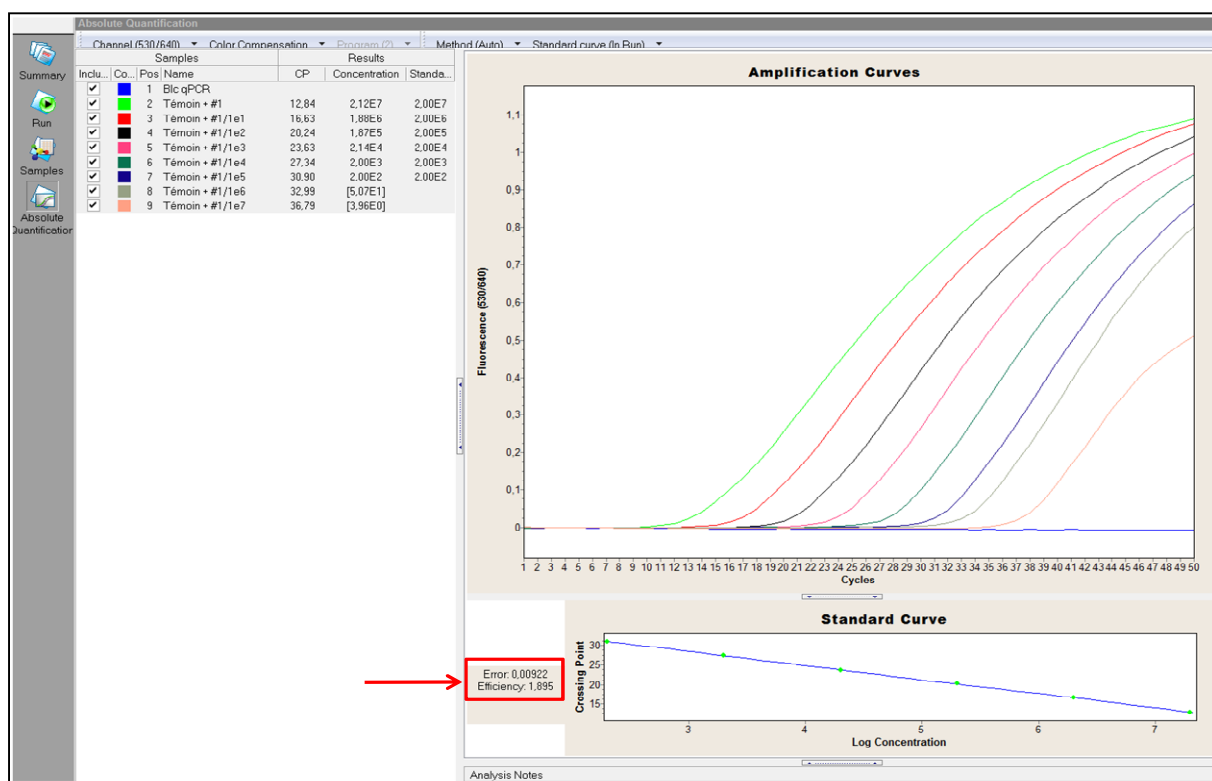 Absolute Quantification
Channel (530/640) Color Compensation Program (2) Method (Auto) Standard curve (In Run)
Summary
Run
Samples
Absolute
Quantification
Samples Results
Inclu... Co... Pos Name CP Concentration Standa...
1 Blc qPCR
2 Témoin + #1 12,84 2,12E7 2,00E7
3 Témoin + #1/1e1 16,63 1,88E6 2,00E6
4 Témoin + #1/1e2 20,24 1,87E5 2,00E5
5 Témoin + #1/1e3 23,63 2,14E4 2,00E4
6 Témoin + #1/1e4 27,34 2,00E3 2,00E3
7 Témoin + #1/1e5 30,90 2,00E2 2,00E2
8 Témoin + #1/1e6 32,99 [5,07E1]
9 Témoin + #1/1e7 36,79 [3,96E0]
Amplification Curves
Fluorescence (530/640)
1,1
1
0,9
0,8
0,7
0,6
0,5
0,4
0,3
0,2
0,1
0
1 2 3 4 5 6 7 8 9 10 11 12 13 14 15 16 17 18 19 20 21 22 23 24 25 26 27 28 29 30 31 32 33 34 35 36 37 38 39 40 41 42 43 44 45 46 47 48 49 50
Cycles
Standard Curve
Error: 0,00922
Efficiency: 1,895
Crossing Point
30
25
20
15
3 4 5 6 7
Log Concentration
Analysis Notes